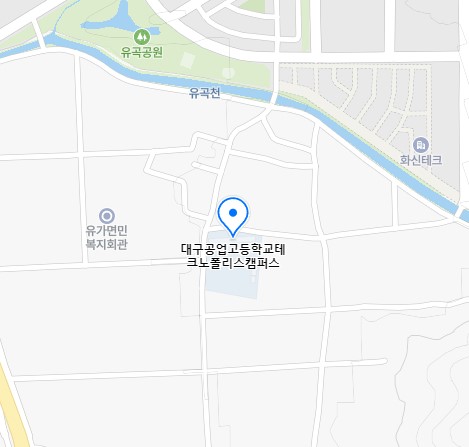 유곡공원
유곡천
화신테크
유가면민
복지회관
대구공업고등학교테
크노폴리스캠퍼스